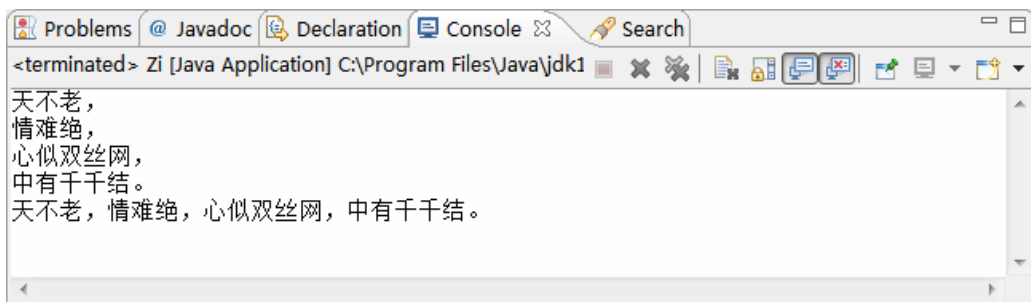 Problems @ Javadoc Declaration Console Search
<terminated> Zi [Java Application] C:\Program Files\Java\jdk1
天不老，
情难绝，
心似双丝网，
中有千千结。
天不老，情难绝，心似双丝网，中有千千结。